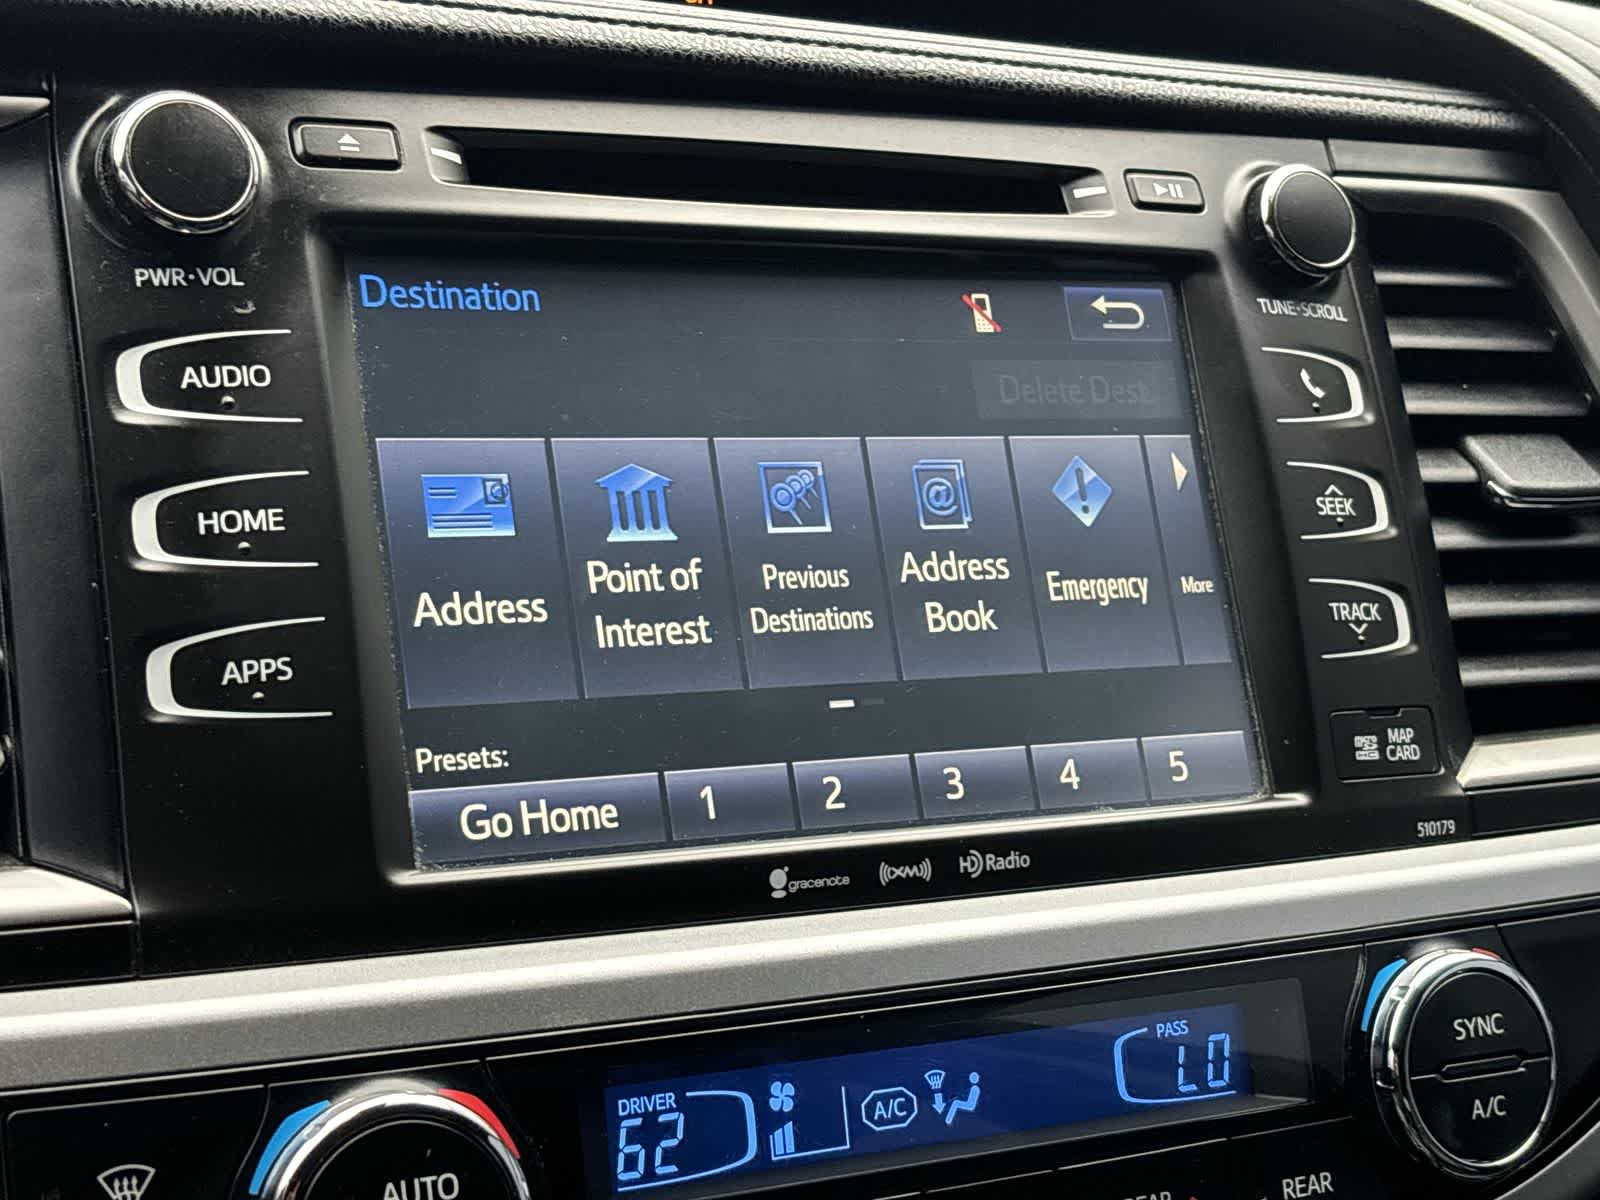 PWR·VOL
TUNE·SCROLL
AUDIO
HOME
APPS
Destination
Delete Dest.
Address
Point of
Interest
Previous
Destinations
Address
Book
Emergency
More
Presets:
Go Home
1
2
3
4
5
SEEK
TRACK
MAP
CARD
510179
gracenote
((XM))
HD Radio
DRIVER
62
A/C
PASS
LO
SYNC
A/C
AUTO
REAR
REAR